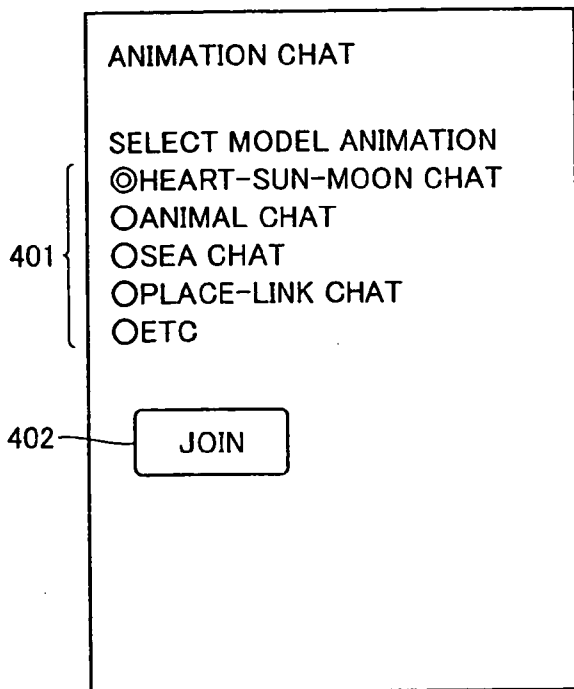 ANIMATION CHAT
SELECT MODEL ANIMATION
◎HEART-SUN-MOON CHAT
○ANIMAL CHAT
○SEA CHAT
○PLACE-LINK CHAT
○ETC
401
402
JOIN